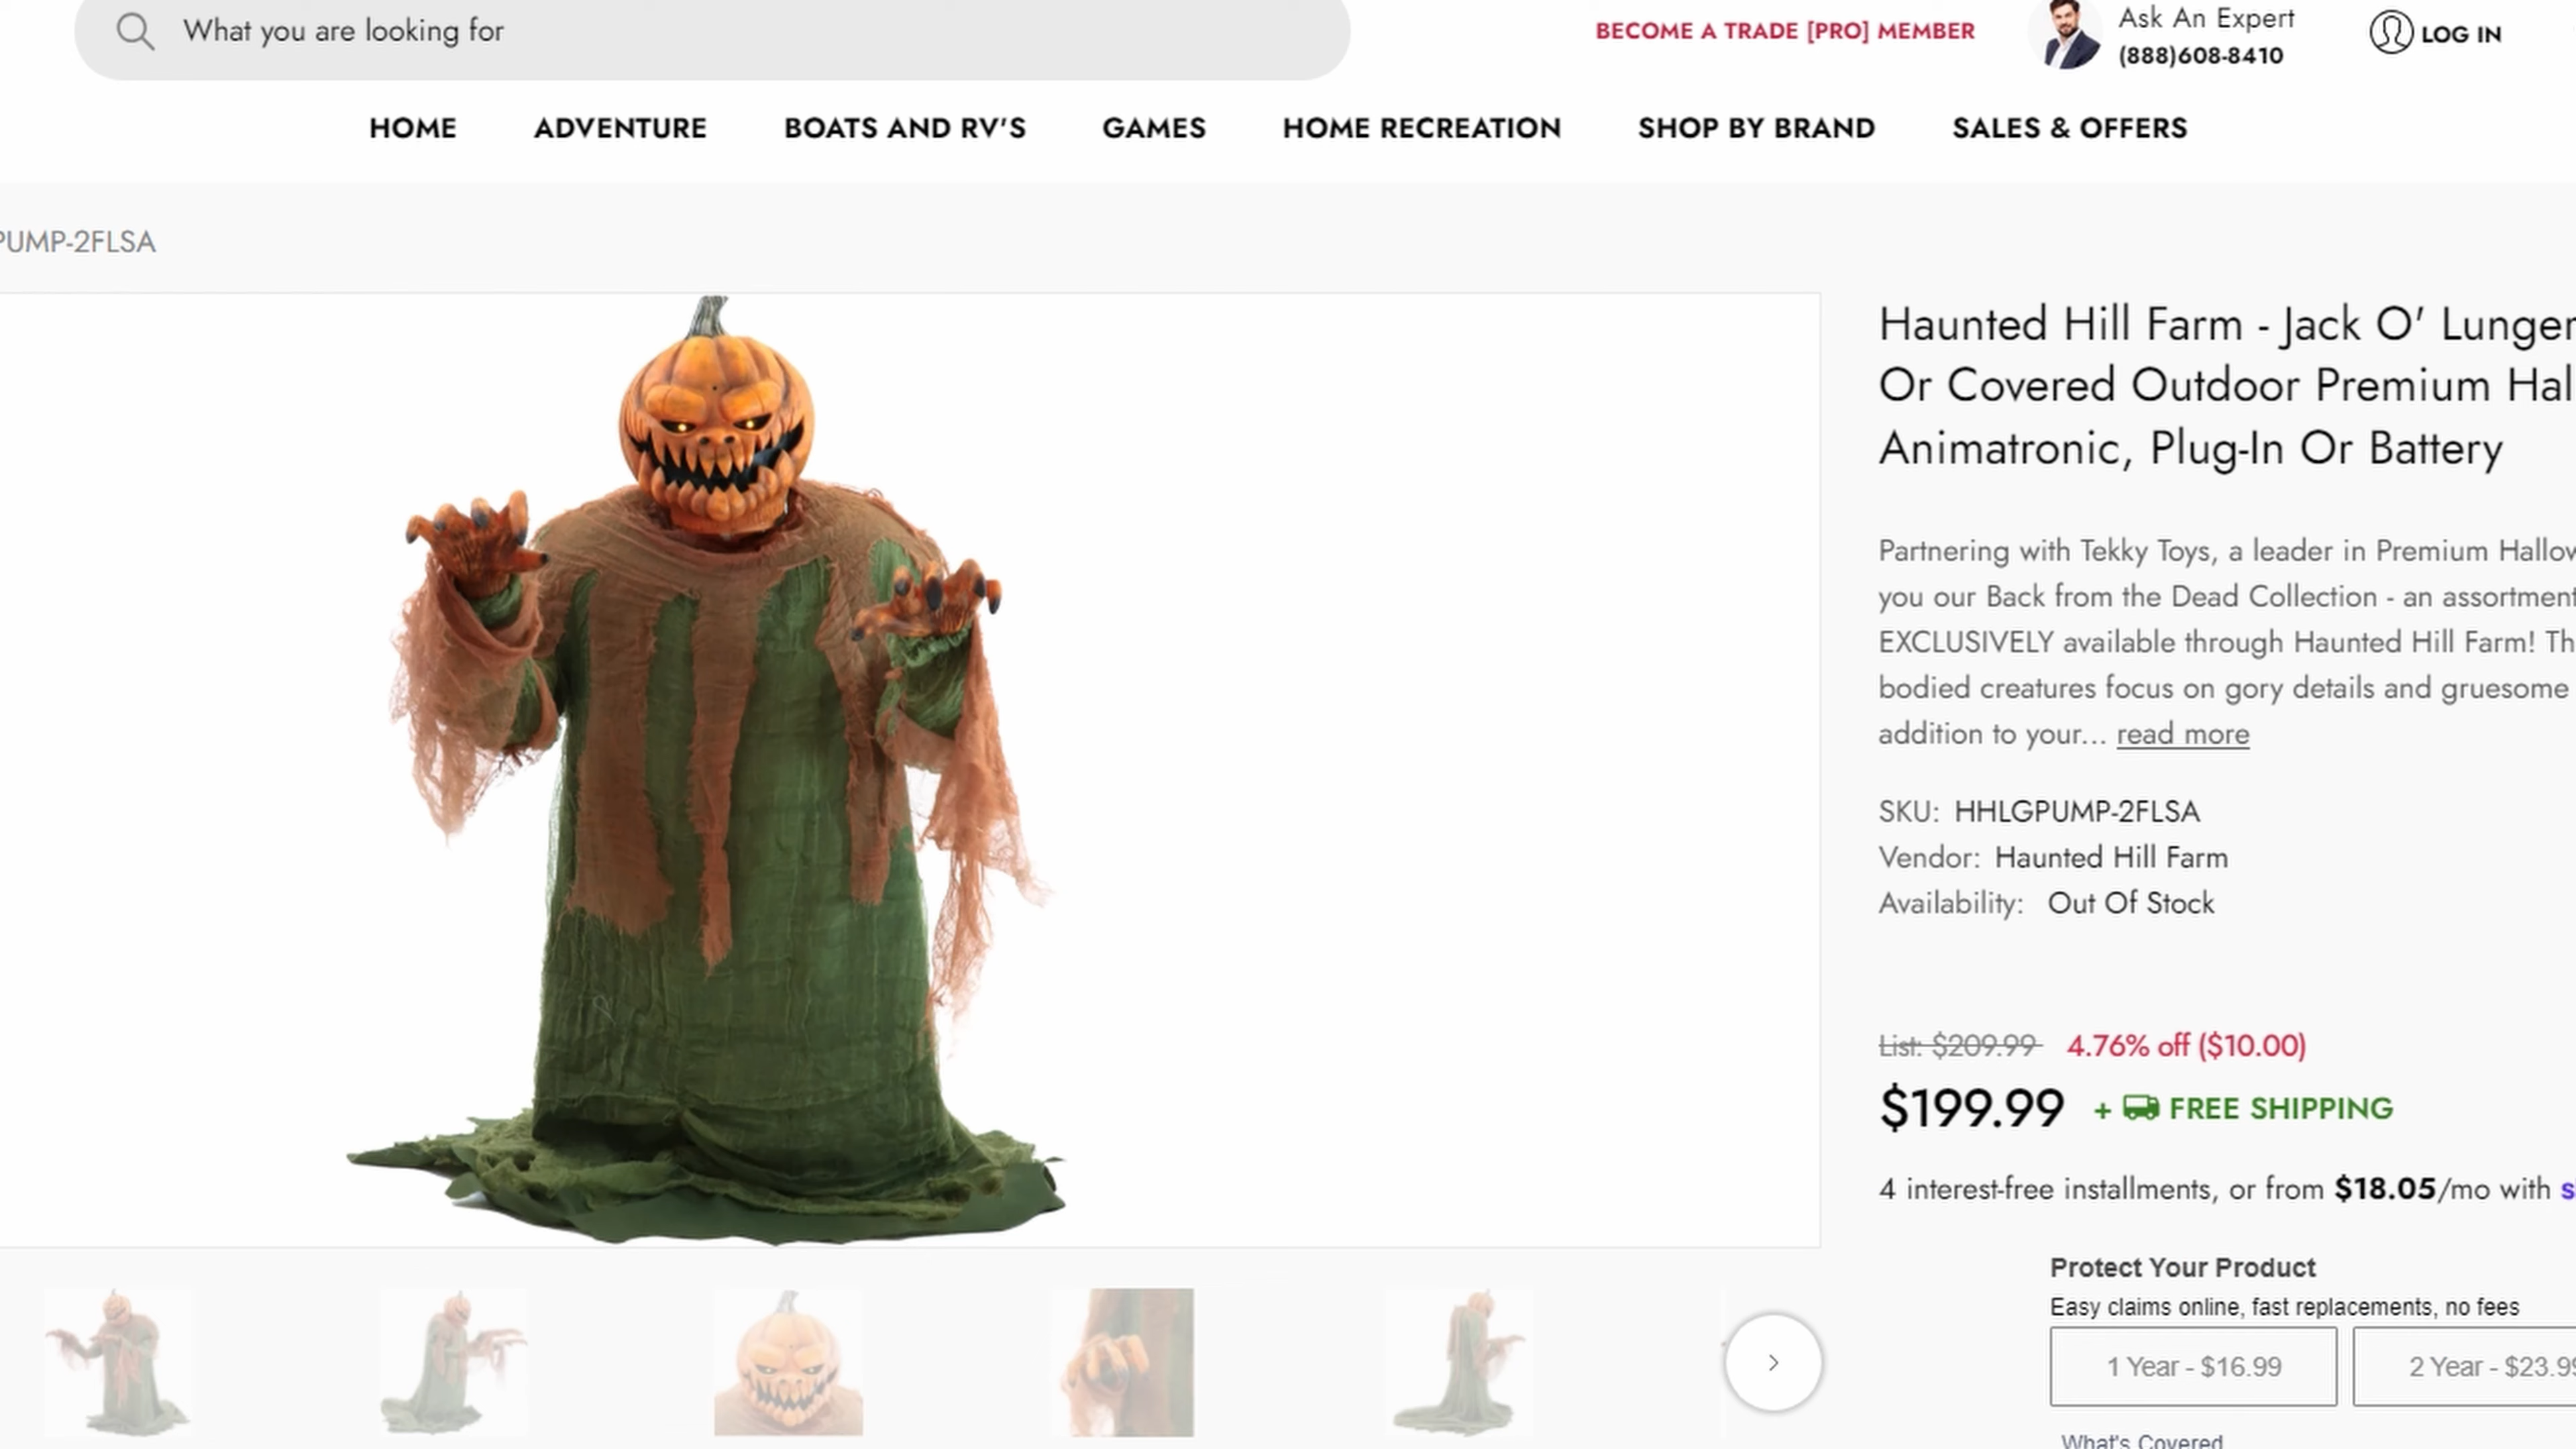 What you are looking for
BECOME A TRADE [PRO] MEMBER
Ask An Expert
(888)608-8410
LOG IN
HOME ADVENTURE BOATS AND RV'S GAMES HOME RECREATION SHOP BY BRAND SALES & OFFERS
PUMP-2FLSA
Haunted Hill Farm - Jack O' Lunger
Or Covered Outdoor Premium Hal
Animatronic, Plug-In Or Battery
Partnering with Tekky Toys, a leader in Premium Hallow
you our Back from the Dead Collection - an assortment
EXCLUSIVELY available through Haunted Hill Farm! Th
bodied creatures focus on gory details and gruesome
addition to your... read more
SKU: HHLGPUMP-2FLSA
Vendor: Haunted Hill Farm
Availability: Out Of Stock
List: $209.99 4.76% off ($10.00)
$199.99 + FREE SHIPPING
4 interest-free installments, or from $18.05/mo with s
Protect Your Product
Easy claims online, fast replacements, no fees
1 Year - $16.99 2 Year - $23.99
What's Covered